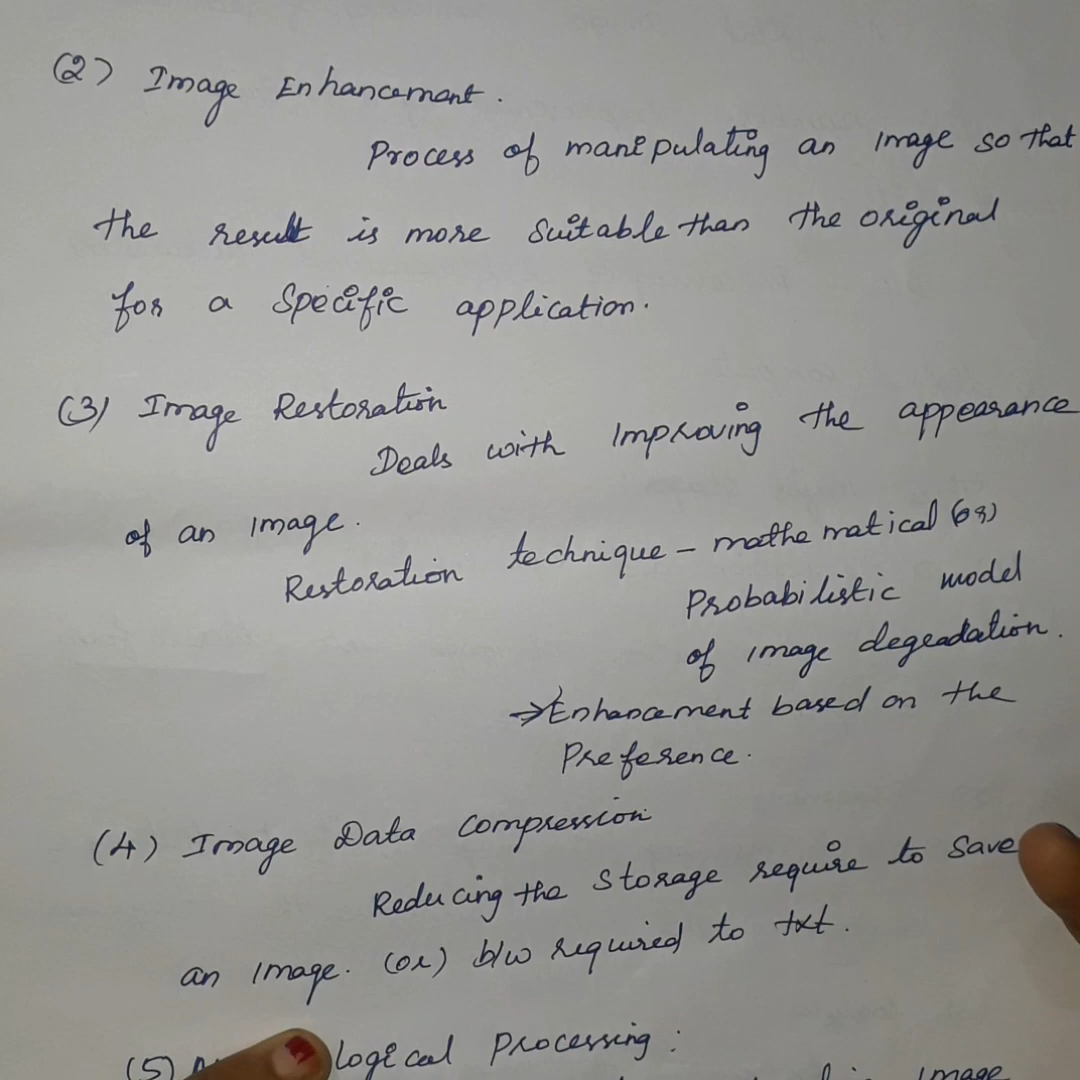 (2) Image Enhancement.
Process of manipulating an image so that
the result is more suitable than the original
for a specific application.
(3) Image Restoration
Deals with Improving the appearance
of an image.
Restoration technique - mathematical (or)
Probabilistic model
of image degradation.
→ Enhancement based on the
Preference.
(4) Image Data Compression
Reducing the storage require to save
an image. (or) b/w required to txt.
(5) logical Processing:
image